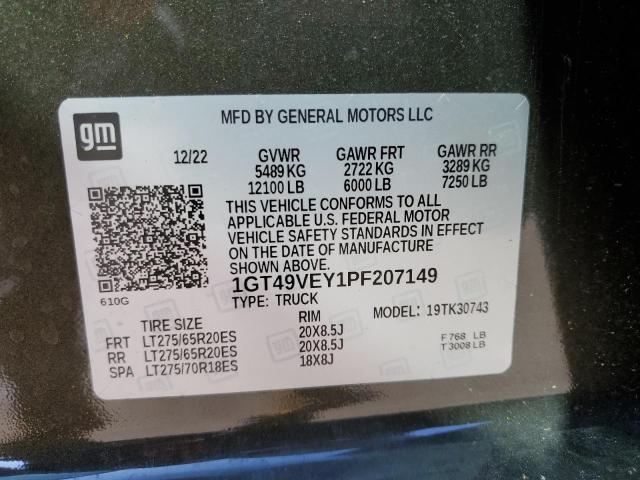 gm
MFD BY GENERAL MOTORS LLC
12/22 GVWR GAWR FRT GAWR RR
5489 KG 2722 KG 3289 KG
12100 LB 6000 LB 7250 LB
THIS VEHICLE CONFORMS TO ALL
APPLICABLE U.S. FEDERAL MOTOR
VEHICLE SAFETY STANDARDS IN EFFECT
ON THE DATE OF MANUFACTURE
SHOWN ABOVE.
610G
1GT49VEY1PF207149
TYPE: TRUCK MODEL: 19TK30743
TIRE SIZE RIM
FRT LT275/65R20ES 20X8.5J F 768 LB
RR LT275/65R20ES 20X8.5J T 3008 LB
SPA LT275/70R18ES 18X8J